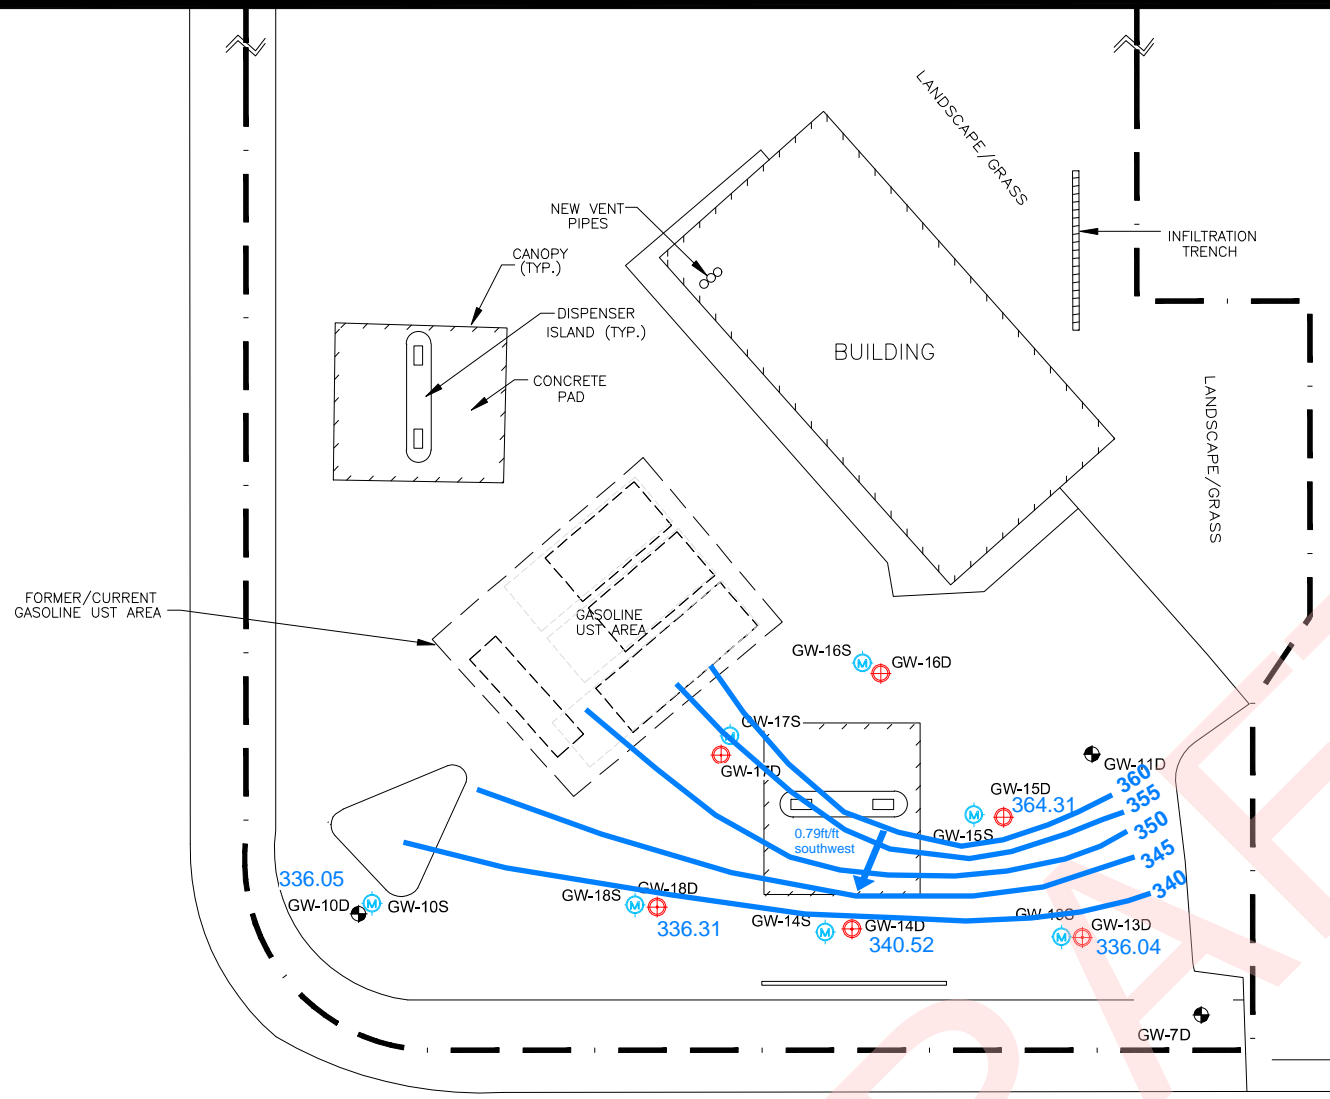 LANDSCAPE/GRASS
NEW VENT
PIPES
INFILTRATION
TRENCH
CANOPY
(TYP.)
DISPENSER
ISLAND (TYP.)
BUILDING
CONCRETE
PAD
LANDSCAPE/GRASS
FORMER/CURRENT
GASOLINE UST AREA
GASOLINE
UST AREA
GW-16S
M
GW-16D
GW-17S
M
GW-17D
GW-11D
360
GW-15D
364.31
355
M
GW-15S
350
0.79ft/ft
southwest
345
340
336.05
GW-10D
M
GW-10S
GW-18S
M
GW-18D
336.31
GW-14S
M
GW-14D
340.52
M
GW-13D
336.04
GW-7D